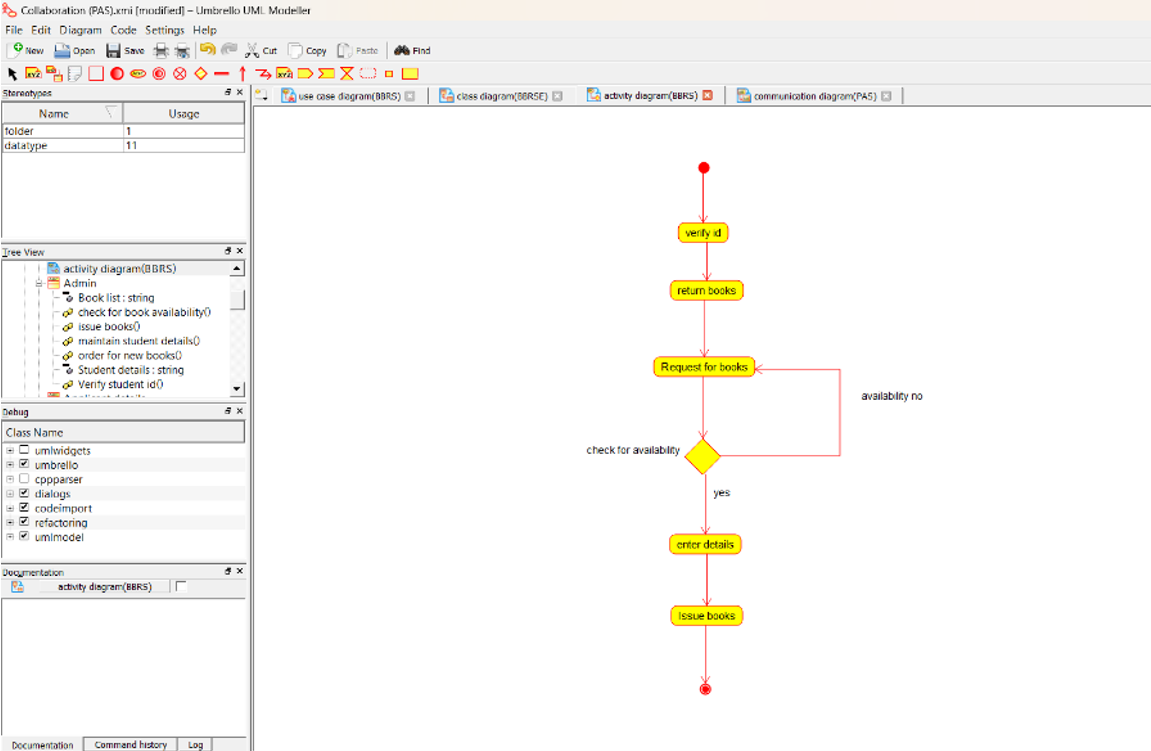 Collaboration (PAS).xmi [modified] – Umbrello UML Modeller
File Edit Diagram Code Settings Help
New Open Save Cut Copy Paste Find
XYZ XYZ
Stereotypes
Name Usage
folder 1
datatype 11
Tree View
activity diagram(BBRS)
Admin
Book list : string
check for book availability()
issue books()
maintain student details()
order for new books()
Student details : string
Verify student id()
Debug
Class Name
umlwidgets
umbrello
cppparser
dialogs
codeimport
refactoring
umlmodel
Documentation
activity diagram(BBRS)
Documentation Command history Log
use case diagram(BBRS) class diagram(BBRSE) activity diagram(BBRS) communication diagram(PAS)
verify id
return books
Request for books
availability no
check for availability
yes
enter details
Issue books